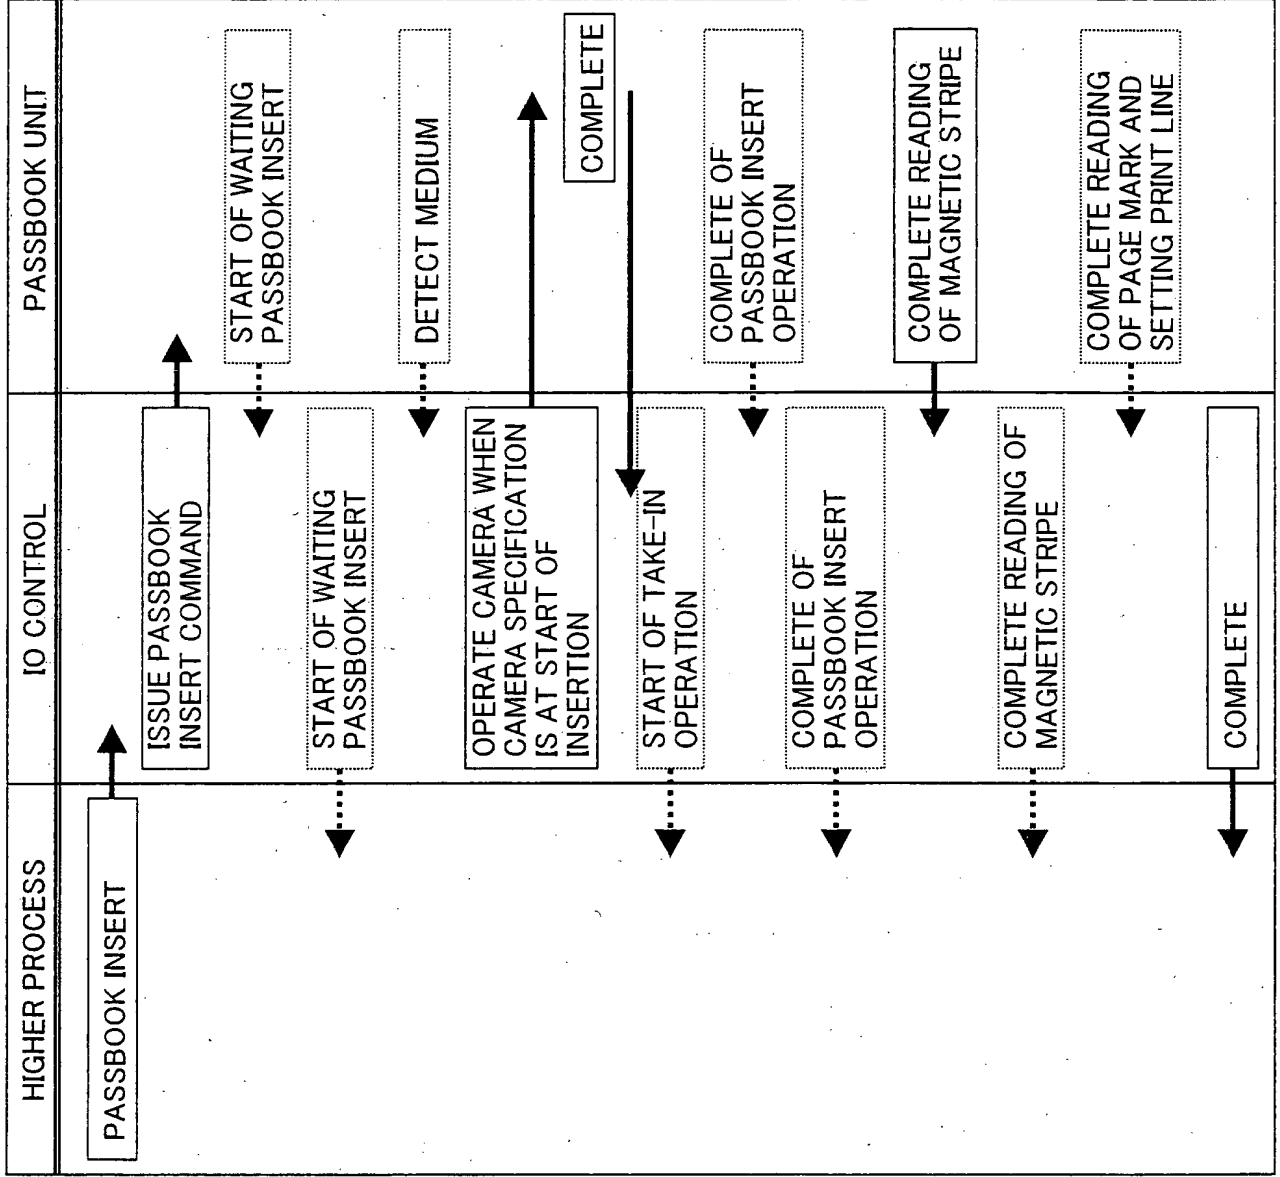 HIGHER PROCESS
IO CONTROL
PASSBOOK UNIT
PASSBOOK INSERT
ISSUE PASSBOOK
INSERT COMMAND
START OF WAITING
PASSBOOK INSERT
START OF WAITING
PASSBOOK INSERT
DETECT MEDIUM
OPERATE CAMERA WHEN
CAMERA SPECIFICATION
IS AT START OF
INSERTION
COMPLETE
START OF TAKE-IN
OPERATION
COMPLETE OF
PASSBOOK INSERT
OPERATION
COMPLETE OF
PASSBOOK INSERT
OPERATION
COMPLETE READING
OF MAGNETIC STRIPE
COMPLETE READING OF
MAGNETIC STRIPE
COMPLETE READING
OF PAGE MARK AND
SETTING PRINT LINE
COMPLETE